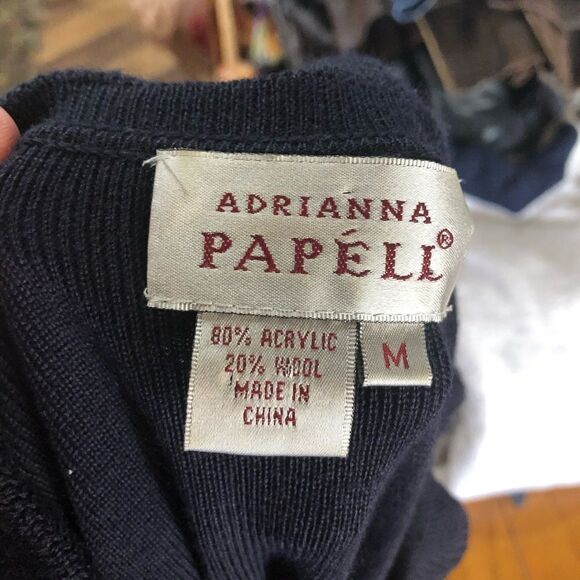 ADRIANNA
PAPÉLL®
80% ACRYLIC
20% WOOL
MADE IN
CHINA
M